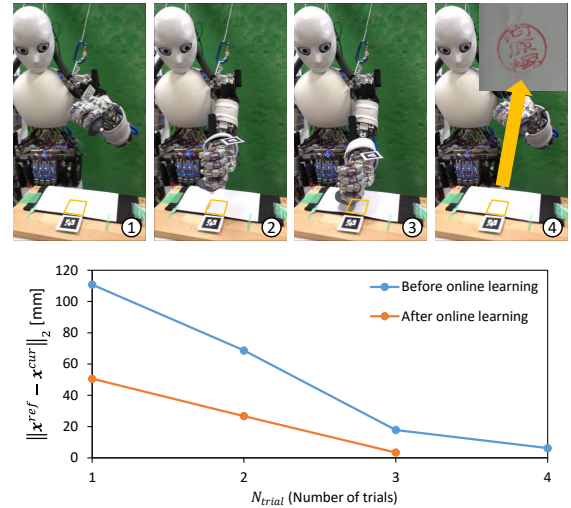 ① ② ③ ④
120
100
80
60
40
20
0
‖x^ref − x^cur‖₂ [mm]
Before online learning
After online learning
1 2 3 4
N_trial (Number of trials)